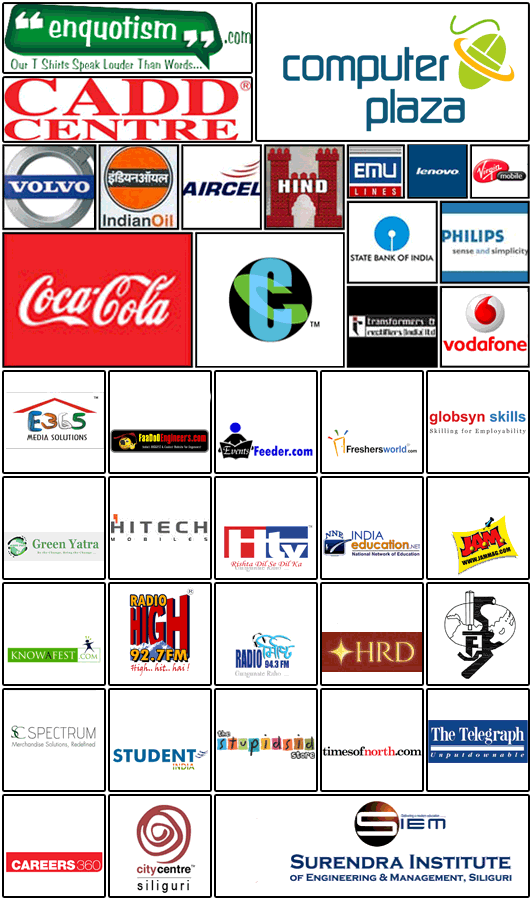 “ enquotism ” .com
Our T Shirts Speak Louder Than Words...
computer
plaza
CADD ®
CENTRE
VOLVO
इंडियनऑयल
IndianOil
AIRCEL
HIND
EMU
LINES
lenovo
Virgin
mobile
STATE BANK OF INDIA
PHILIPS
sense and simplicity
Coca-Cola
C
TM
transformers &
rectifiers (India) ltd
vodafone
E365
MEDIA SOLUTIONS
FaaDoOEngineers.com
Events Feeder.com
Freshersworld.com
globsyn skills
Skilling for Employability
Green Yatra
HITECH
MOBILES
Htv
Rishta Dil Se Dil Ka
NNE INDIA
education.NET
National Network of Education
JAM
WWW.JAMMAG.COM
KNOWAFEST.COM
RADIO
HIGH
92.7FM
High.. hit.. hai !
RADIO मिष्टि
94.3 FM
HRD
SC SPECTRUM
Merchandise Solutions, Redefined
STUDENT
INDIA
the
stupidsid
store
timesofnorth.com
The Telegraph
Unputdownable
CAREERS360
citycentre
siliguri
SIEM
SURENDRA INSTITUTE
OF ENGINEERING & MANAGEMENT, SILIGURI